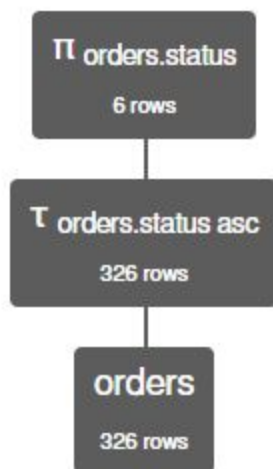 π orders.status
6 rows
τ orders.status asc
326 rows
orders
326 rows